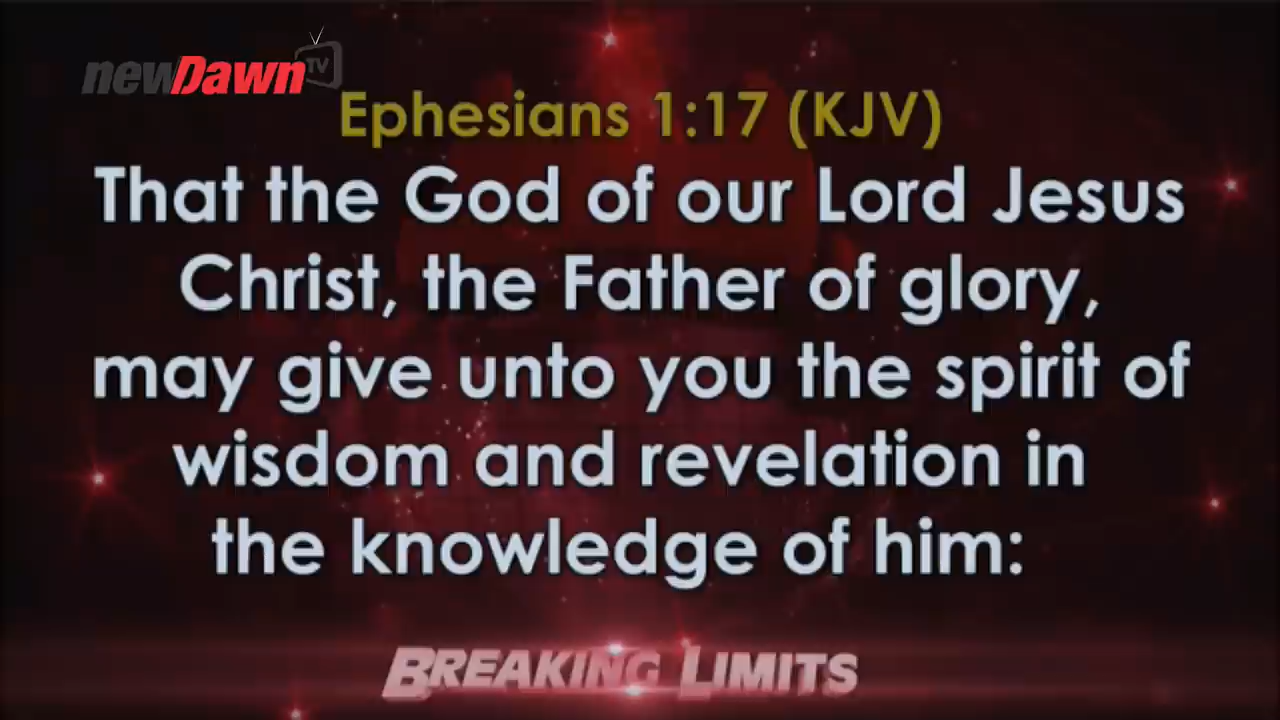 newDawn TV
Ephesians 1:17 (KJV)
That the God of our Lord Jesus
Christ, the Father of glory,
may give unto you the spirit of
wisdom and revelation in
the knowledge of him:
BREAKING LIMITS